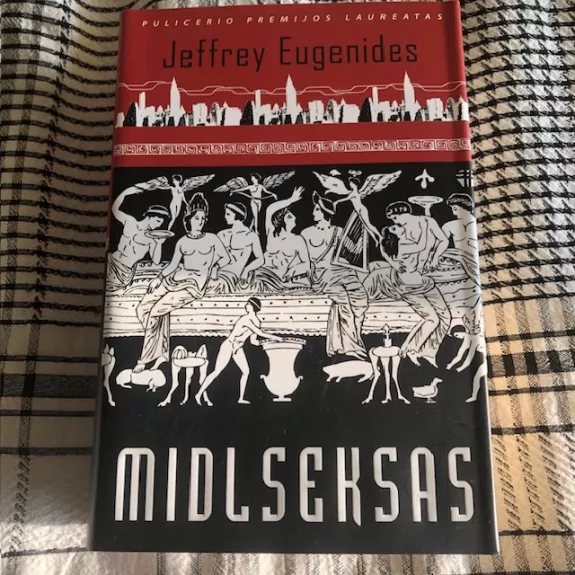 PULICERIO PREMIJOS LAUREATAS
Jeffrey Eugenides
MIDLSEKSAS